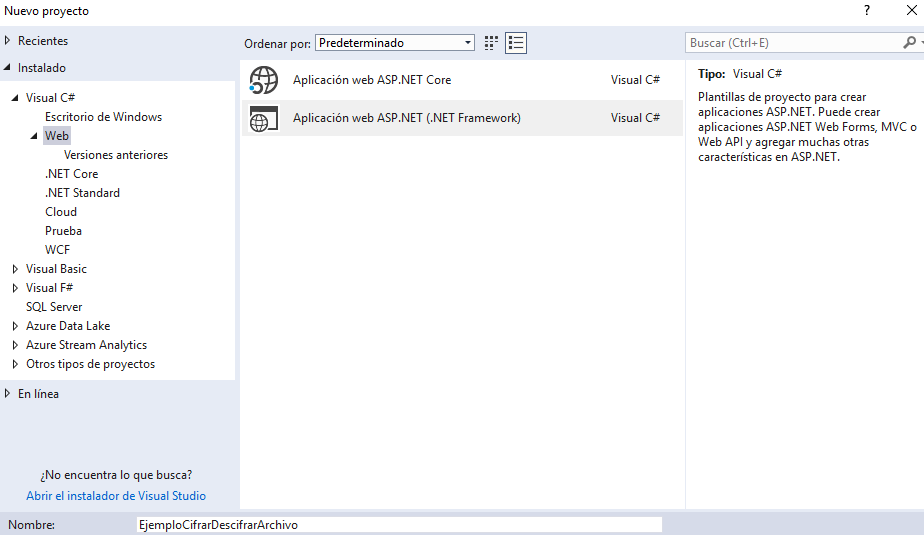 Nuevo proyecto
?
Recientes
Instalado
Visual C#
Escritorio de Windows
Web
Versiones anteriores
.NET Core
.NET Standard
Cloud
Prueba
WCF
Visual Basic
Visual F#
SQL Server
Azure Data Lake
Azure Stream Analytics
Otros tipos de proyectos
En línea
¿No encuentra lo que busca?
Abrir el instalador de Visual Studio
Ordenar por: Predeterminado
Aplicación web ASP.NET Core Visual C#
Aplicación web ASP.NET (.NET Framework) Visual C#
Buscar (Ctrl+E)
Tipo: Visual C#
Plantillas de proyecto para crear
aplicaciones ASP.NET. Puede crear
aplicaciones ASP.NET Web Forms, MVC o
Web API y agregar muchas otras
características en ASP.NET.
Nombre: EjemploCifrarDescifrarArchivo